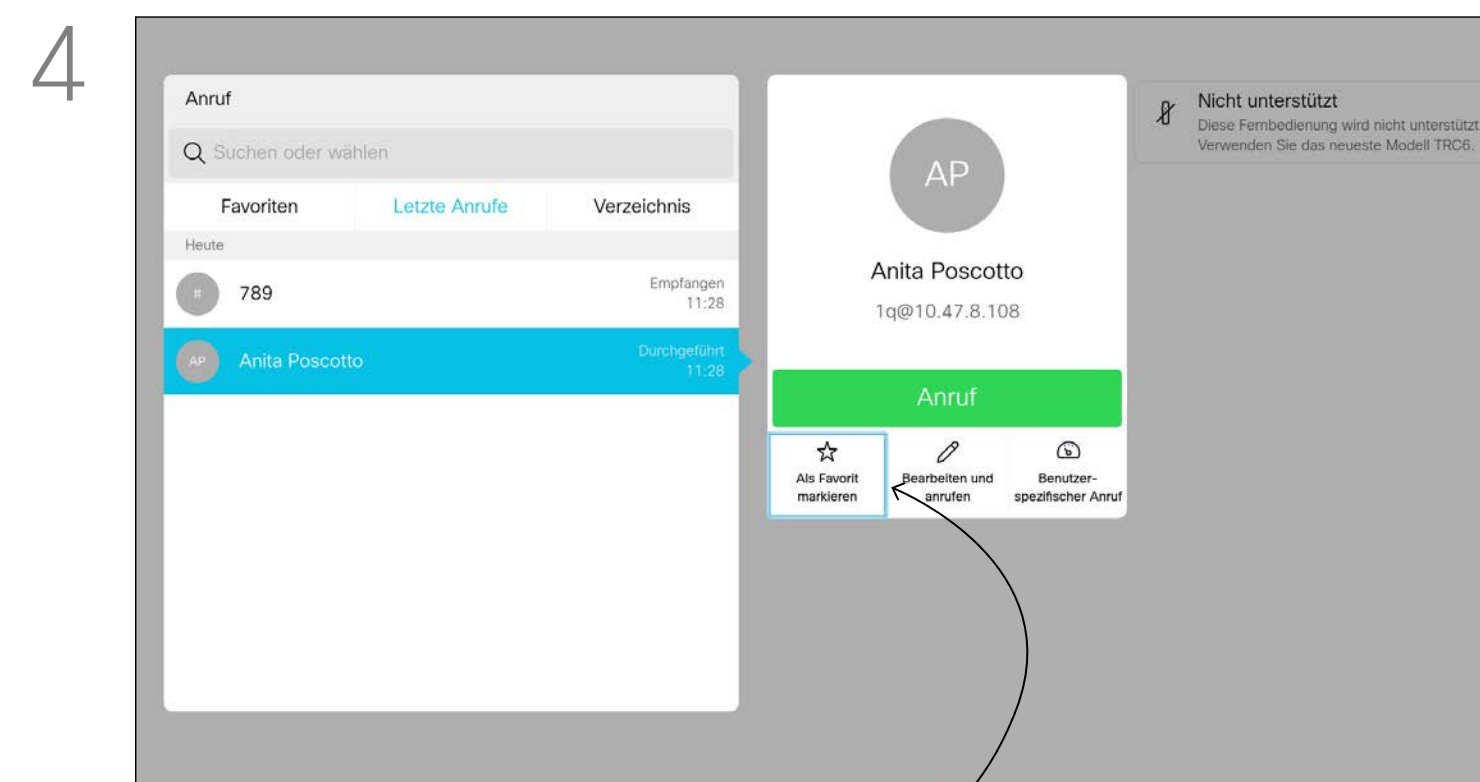 4
Anruf
Suchen oder wählen
Favoriten Letzte Anrufe Verzeichnis
Heute
# 789 Empfangen
11:28
AP Anita Poscotto Durchgeführt
11:28
AP
Anita Poscotto
1q@10.47.8.108
Anruf
Als Favorit
markieren
Bearbeiten und
anrufen
Benutzer-
spezifischer Anruf
Nicht unterstützt
Diese Fernbedienung wird nicht unterstützt
Verwenden Sie das neueste Modell TRC6.